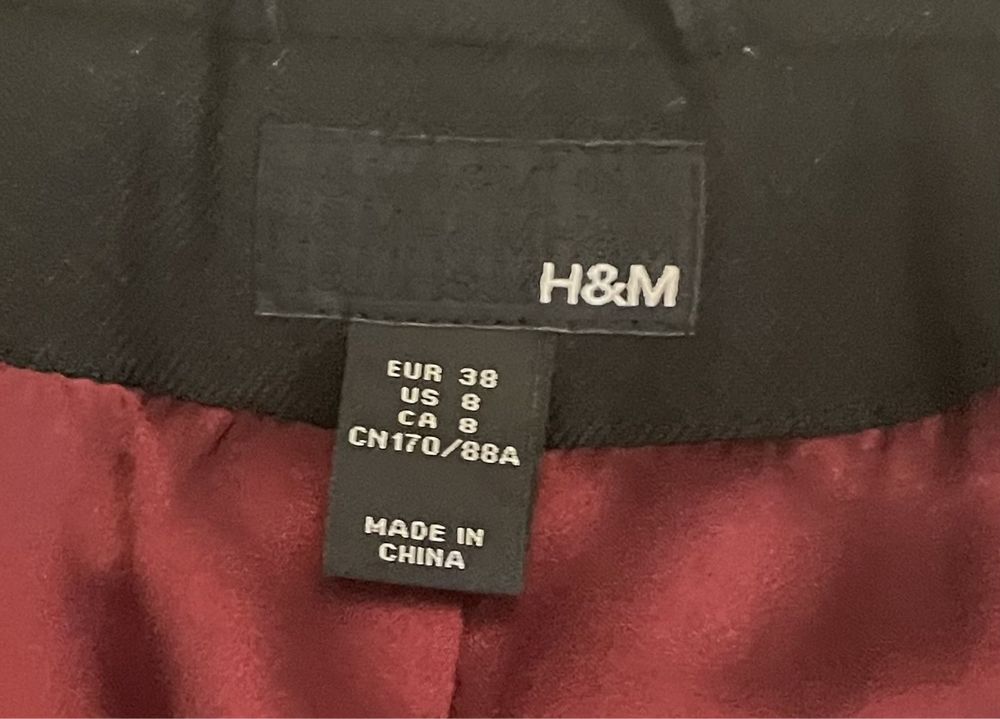 H&M
EUR 38
US 8
CA 8
CN170/88A
MADE IN
CHINA